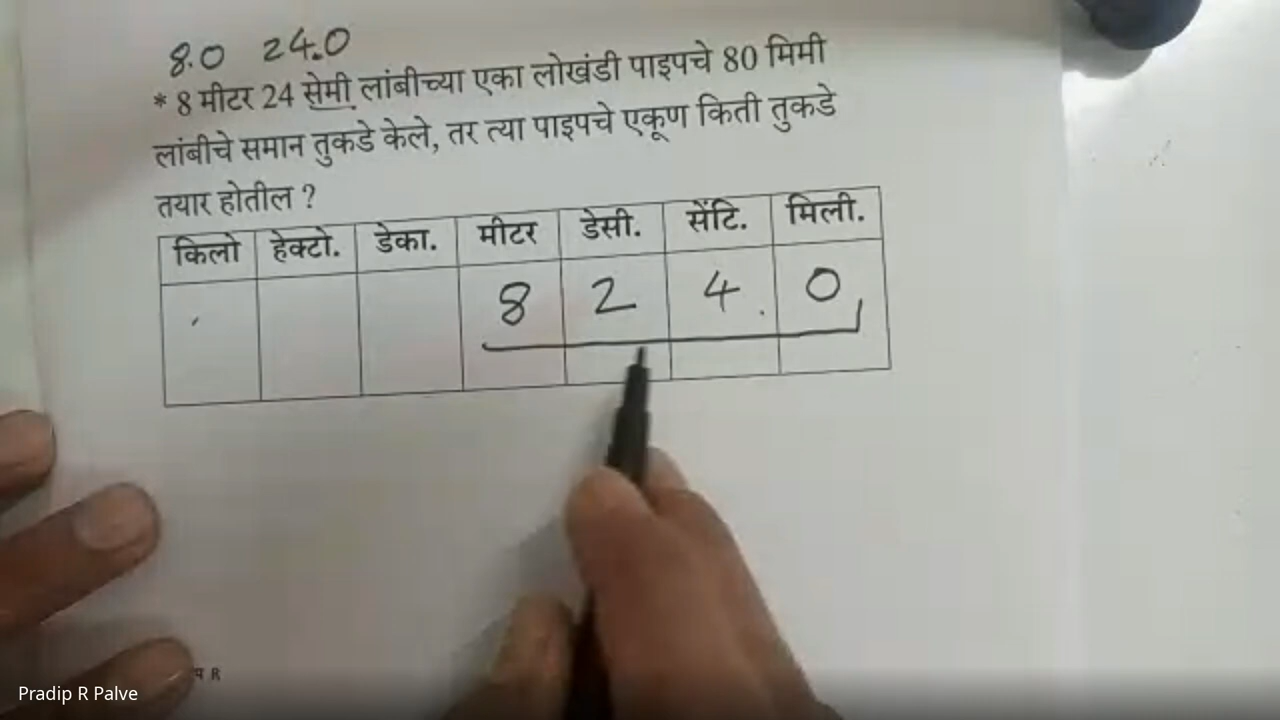 8.0 24.0
* 8 मीटर 24 सेमी लांबीच्या एका लोखंडी पाइपचे 80 मिमी
लांबीचे समान तुकडे केले, तर त्या पाइपचे एकूण किती तुकडे
तयार होतील ?
किलो हेक्टो. डेका. मीटर डेसी. सेंटि. मिली.
8 2 4. 0
R
Pradip R Palve